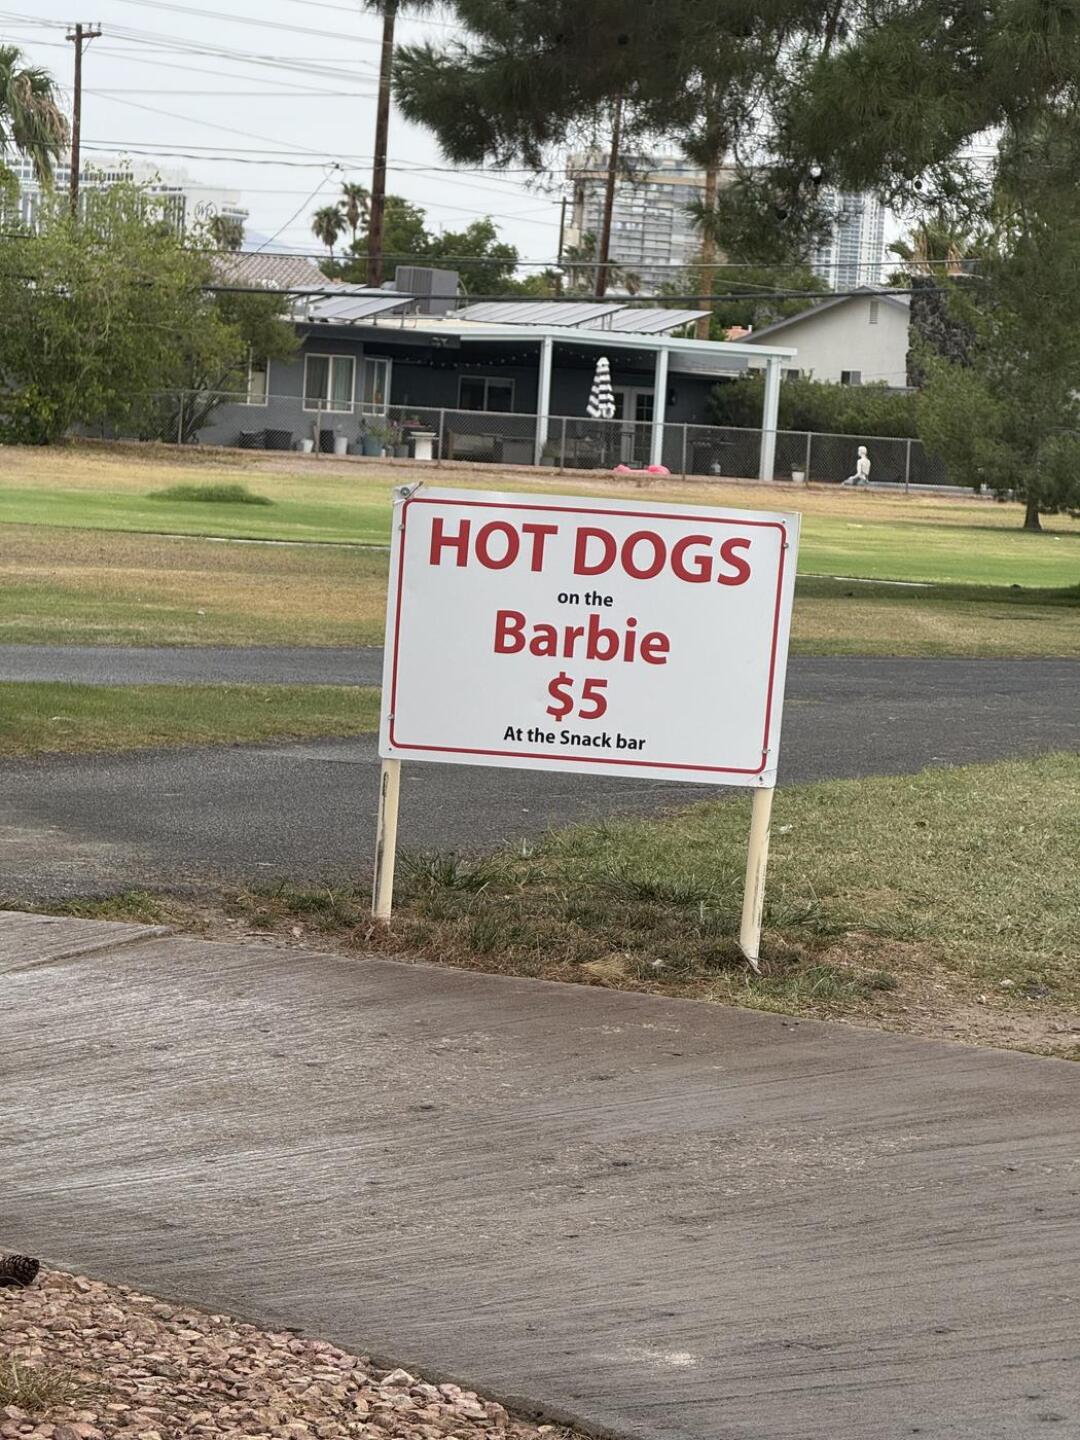 HOT DOGS
on the
Barbie
$5
At the Snack bar